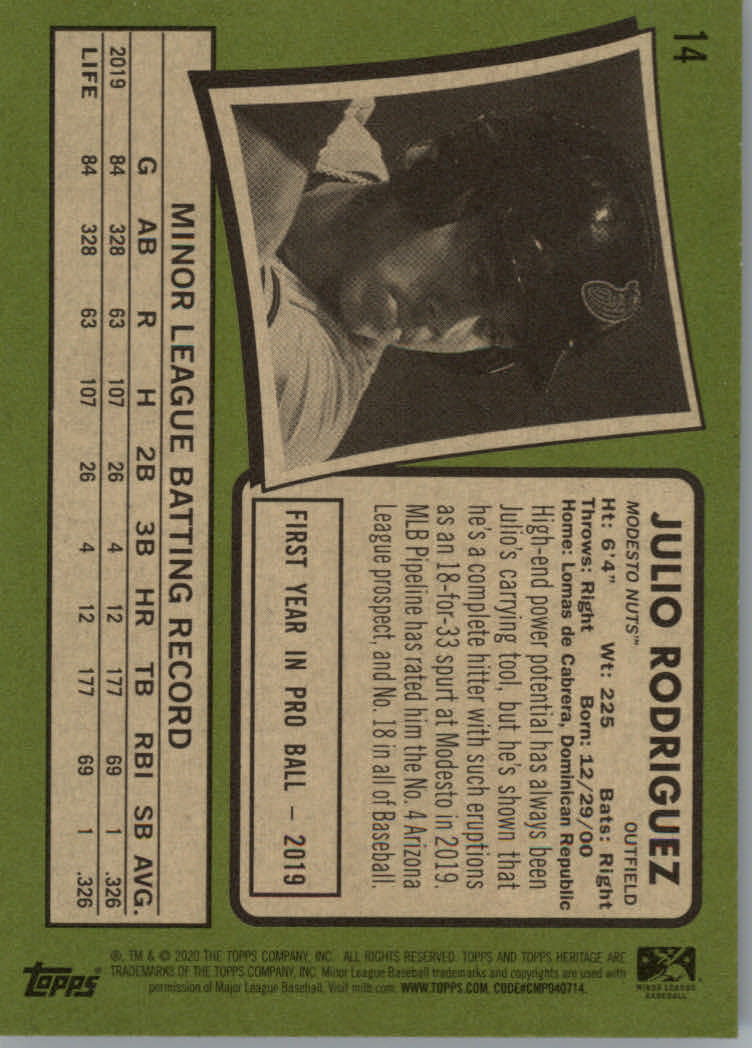 14
JULIO RODRIGUEZ
MODESTO NUTS™ OUTFIELD
Ht: 6'4" Wt: 225 Bats: Right
Throws: Right Born: 12/29/00
Home: Lomas de Cabrera, Dominican Republic
High-end power potential has always been
Julio's carrying tool, but he's shown that
he's a complete hitter with such eruptions
as an 18-for-33 spurt at Modesto in 2019.
MLB Pipeline has rated him the No. 4 Arizona
League prospect, and No. 18 in all of Baseball.
FIRST YEAR IN PRO BALL – 2019
MINOR LEAGUE BATTING RECORD
G AB R H 2B 3B HR TB RBI SB AVG.
2019 84 328 63 107 26 4 12 177 69 1 .326
LIFE 84 328 63 107 26 4 12 177 69 1 .326
MINOR LEAGUE
BASEBALL
®, TM & © 2020 THE TOPPS COMPANY, INC. ALL RIGHTS RESERVED. TOPPS AND TOPPS HERITAGE ARE
TRADEMARKS OF THE TOPPS COMPANY, INC. Minor League Baseball trademarks and copyrights are used with
permission of Major League Baseball. Visit milb.com. WWW.TOPPS.COM. CODE#CMP040714.
TOPPS®